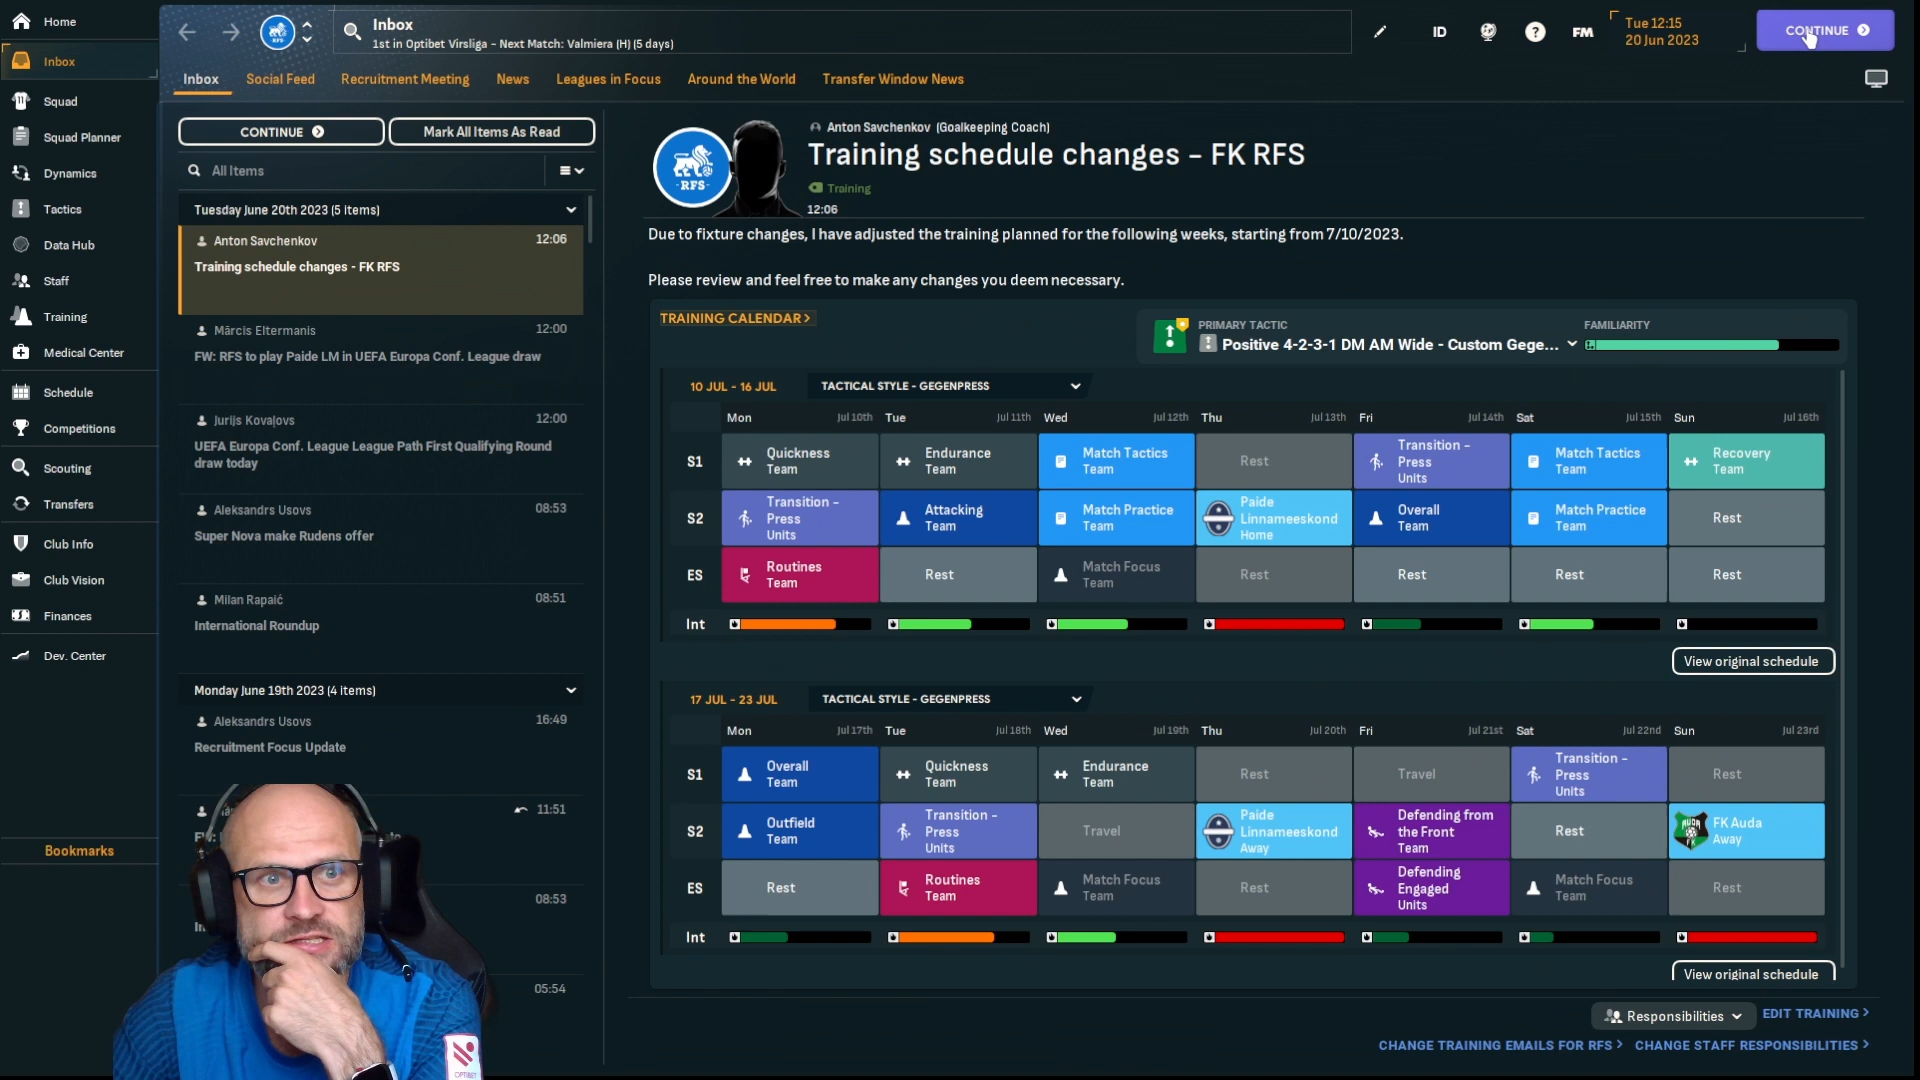 Home
Inbox
Squad
Squad Planner
Dynamics
Tactics
Data Hub
Staff
Training
Medical Center
Schedule
Competitions
Scouting
Transfers
Club Info
Club Vision
Finances
Dev. Center
Bookmarks
RFS
Inbox
1st in Optibet Virsliga - Next Match: Valmiera (H) (5 days)
ID
?
FM
Tue 12:15
20 Jun 2023
CONTINUE
Inbox
Social Feed
Recruitment Meeting
News
Leagues in Focus
Around the World
Transfer Window News
CONTINUE
Mark All Items As Read
All Items
Tuesday June 20th 2023 (5 items)
Anton Savchenkov 12:06
Training schedule changes - FK RFS
Mārcis Eltermanis 12:00
FW: RFS to play Paide LM in UEFA Europa Conf. League draw
Jurijs Kovaļovs 12:00
UEFA Europa Conf. League League Path First Qualifying Round
draw today
Aleksandrs Usovs 08:53
Super Nova make Rudens offer
Milan Rapaić 08:51
International Roundup
Monday June 19th 2023 (4 items)
Aleksandrs Usovs 16:49
Recruitment Focus Update
11:51
08:53
05:54
OPTIBET
-RFS-
Anton Savchenkov (Goalkeeping Coach)
Training schedule changes - FK RFS
Training
12:06
Due to fixture changes, I have adjusted the training planned for the following weeks, starting from 7/10/2023.
Please review and feel free to make any changes you deem necessary.
TRAINING CALENDAR >
PRIMARY TACTIC
Positive 4-2-3-1 DM AM Wide - Custom Gege...
FAMILIARITY
10 JUL - 16 JUL TACTICAL STYLE - GEGENPRESS
Mon Jul 10th Tue Jul 11th Wed Jul 12th Thu Jul 13th Fri Jul 14th Sat Jul 15th Sun Jul 16th
S1
Quickness
Team
Endurance
Team
Match Tactics
Team
Rest
Transition -
Press
Units
Match Tactics
Team
Recovery
Team
S2
Transition -
Press
Units
Attacking
Team
Match Practice
Team
Paide
Linnameeskond
Home
Overall
Team
Match Practice
Team
Rest
ES
Routines
Team
Rest
Match Focus
Team
Rest
Rest
Rest
Rest
Int
View original schedule
17 JUL - 23 JUL TACTICAL STYLE - GEGENPRESS
Mon Jul 17th Tue Jul 18th Wed Jul 19th Thu Jul 20th Fri Jul 21st Sat Jul 22nd Sun Jul 23rd
S1
Overall
Team
Quickness
Team
Endurance
Team
Rest
Travel
Transition -
Press
Units
Rest
S2
Outfield
Team
Transition -
Press
Units
Travel
Paide
Linnameeskond
Away
Defending from
the Front
Team
Rest
AUDA
FK
FK Auda
Away
ES
Rest
Routines
Team
Match Focus
Team
Rest
Defending
Engaged
Units
Match Focus
Team
Rest
Int
View original schedule
Responsibilities
EDIT TRAINING >
CHANGE TRAINING EMAILS FOR RFS >
CHANGE STAFF RESPONSIBILITIES >